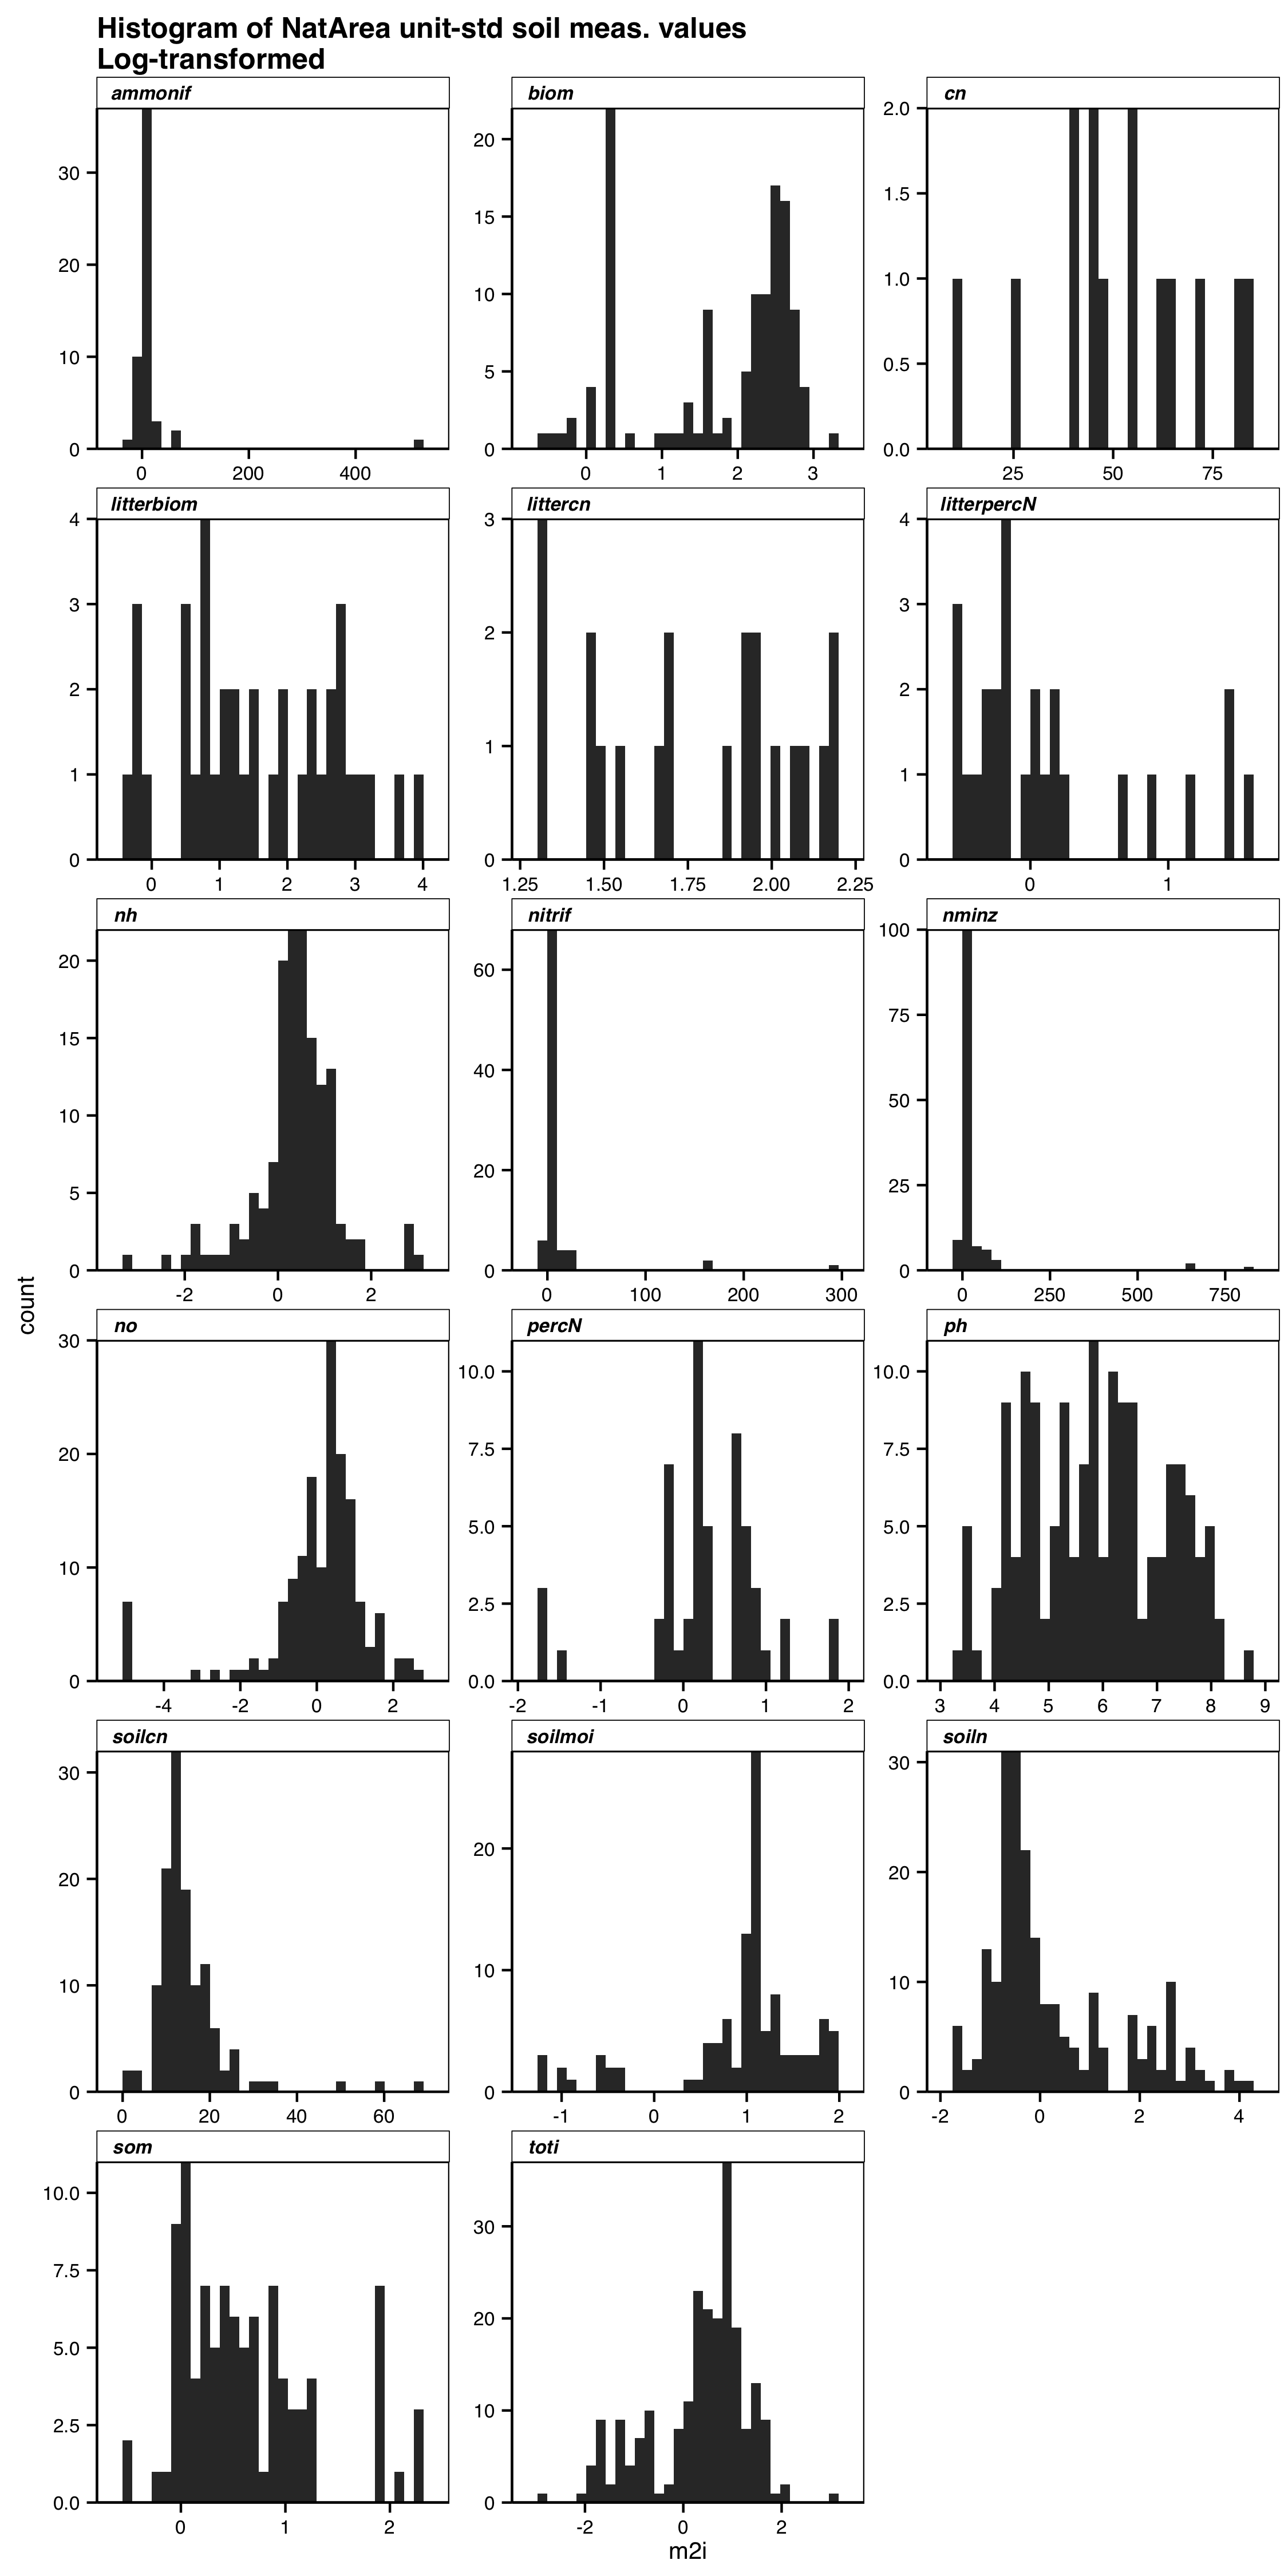 Histogram of NatArea unit-std soil meas. values
Log-transformed
ammonif biom cn
30 20 10 0
0 200 400
20 15 10 5 0
0 1 2 3
2.0 1.5 1.0 0.5 0.0
25 50 75
litterbiom littercn litterpercN
4 3 2 1 0
0 1 2 3 4
3 2 1 0
1.25 1.50 1.75 2.00 2.25
4 3 2 1 0
0 1
nh nitrif nminz
20 15 10 5 0
-2 0 2
60 40 20 0
0 100 200 300
100 75 50 25 0
0 250 500 750
count
no percN ph
30 20 10 0
-4 -2 0 2
10.0 7.5 5.0 2.5 0.0
-2 -1 0 1 2
10.0 7.5 5.0 2.5 0.0
3 4 5 6 7 8 9
soilcn soilmoi soiln
30 20 10 0
0 20 40 60
20 10 0
-1 0 1 2
30 20 10 0
-2 0 2 4
som toti
10.0 7.5 5.0 2.5 0.0
0 1 2
30 20 10 0
-2 0 2
m2i